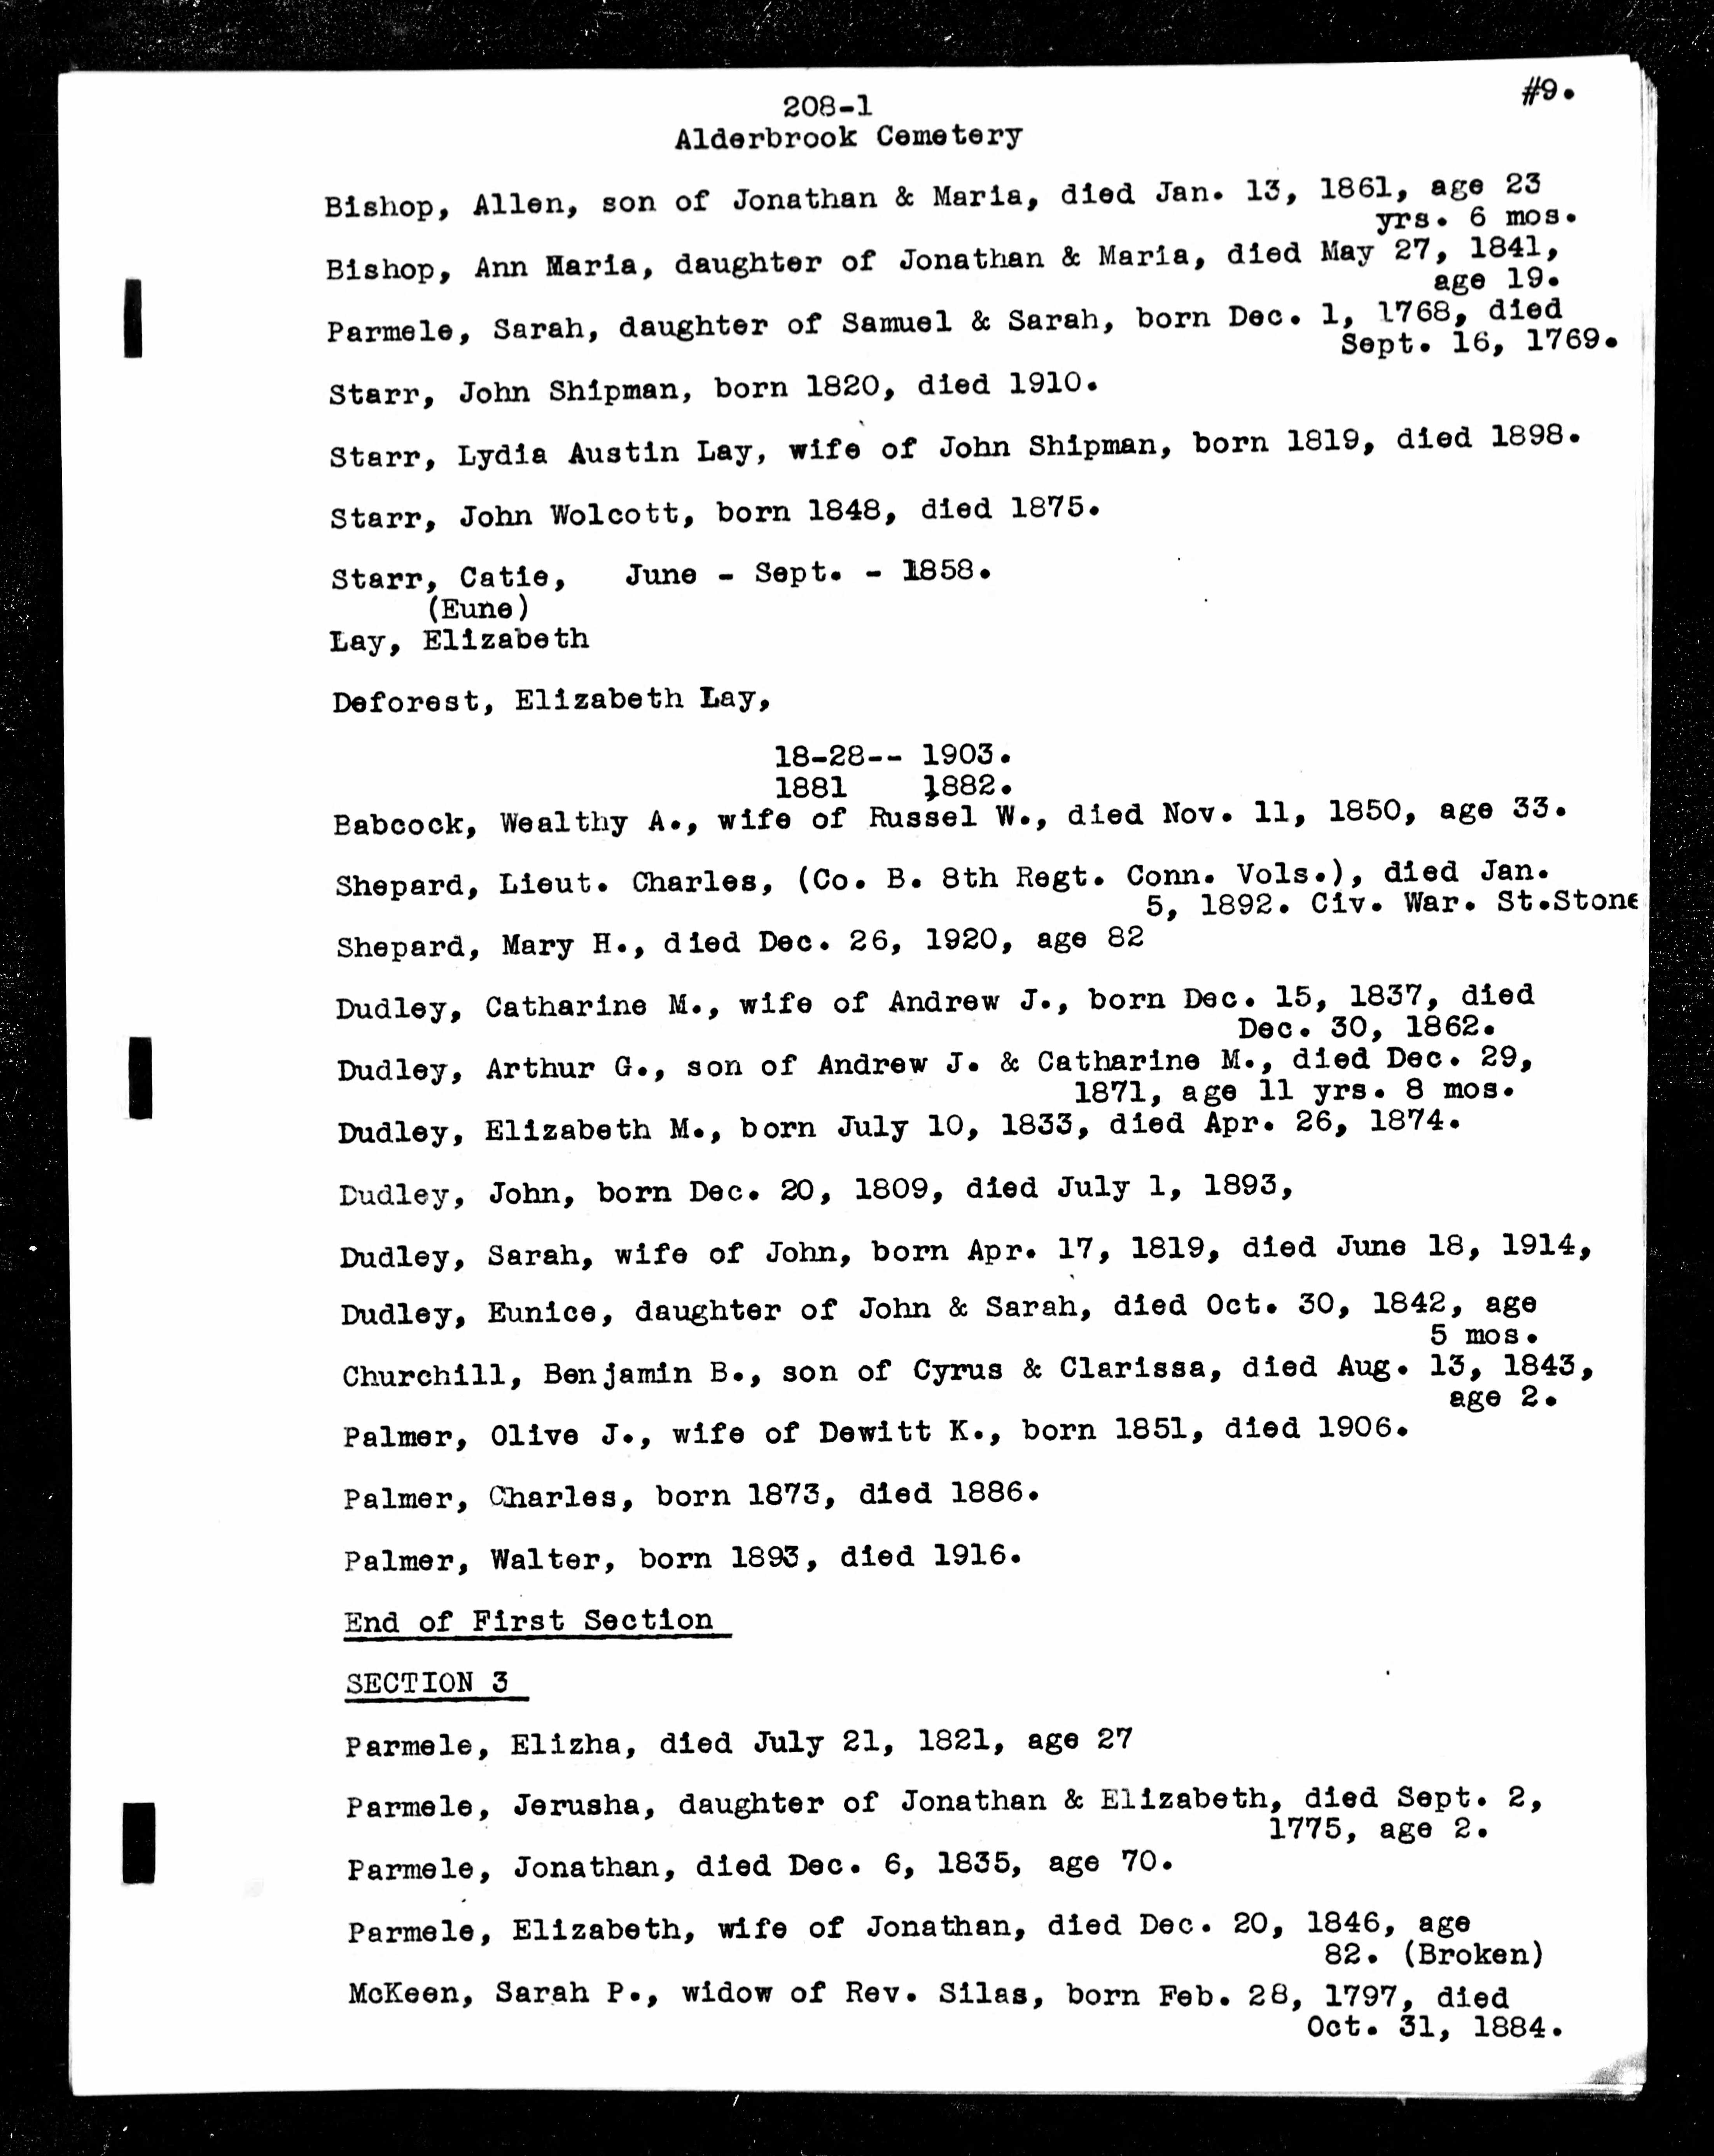 #9.
208-1
Alderbrook Cemetery
Bishop, Allen, son of Jonathan & Maria, died Jan. 13, 1861, age 23
yrs. 6 mos.
Bishop, Ann Maria, daughter of Jonathan & Maria, died May 27, 1841,
age 19.
Parmele, Sarah, daughter of Samuel & Sarah, born Dec. 1, 1768, died
Sept. 16, 1769.
Starr, John Shipman, born 1820, died 1910.
Starr, Lydia Austin Lay, wife of John Shipman, born 1819, died 1898.
Starr, John Wolcott, born 1848, died 1875.
Starr, Catie, June - Sept. - 1858.
(Eune)
Lay, Elizabeth
Deforest, Elizabeth Lay,
18-28-- 1903.
1881 1882.
Babcock, Wealthy A., wife of Russel W., died Nov. 11, 1850, age 33.
Shepard, Lieut. Charles, (Co. B. 8th Regt. Conn. Vols.), died Jan.
5, 1892. Civ. War. St.Stone
Shepard, Mary H., died Dec. 26, 1920, age 82
Dudley, Catharine M., wife of Andrew J., born Dec. 15, 1837, died
Dec. 30, 1862.
Dudley, Arthur G., son of Andrew J. & Catharine M., died Dec. 29,
1871, age 11 yrs. 8 mos.
Dudley, Elizabeth M., born July 10, 1833, died Apr. 26, 1874.
Dudley, John, born Dec. 20, 1809, died July 1, 1893,
Dudley, Sarah, wife of John, born Apr. 17, 1819, died June 18, 1914,
Dudley, Eunice, daughter of John & Sarah, died Oct. 30, 1842, age
5 mos.
Churchill, Benjamin B., son of Cyrus & Clarissa, died Aug. 13, 1843,
age 2.
Palmer, Olive J., wife of Dewitt K., born 1851, died 1906.
Palmer, Charles, born 1873, died 1886.
Palmer, Walter, born 1893, died 1916.
End of First Section
SECTION 3
Parmele, Elizha, died July 21, 1821, age 27
Parmele, Jerusha, daughter of Jonathan & Elizabeth, died Sept. 2,
1775, age 2.
Parmele, Jonathan, died Dec. 6, 1835, age 70.
Parmele, Elizabeth, wife of Jonathan, died Dec. 20, 1846, age
82. (Broken)
McKeen, Sarah P., widow of Rev. Silas, born Feb. 28, 1797, died
Oct. 31, 1884.